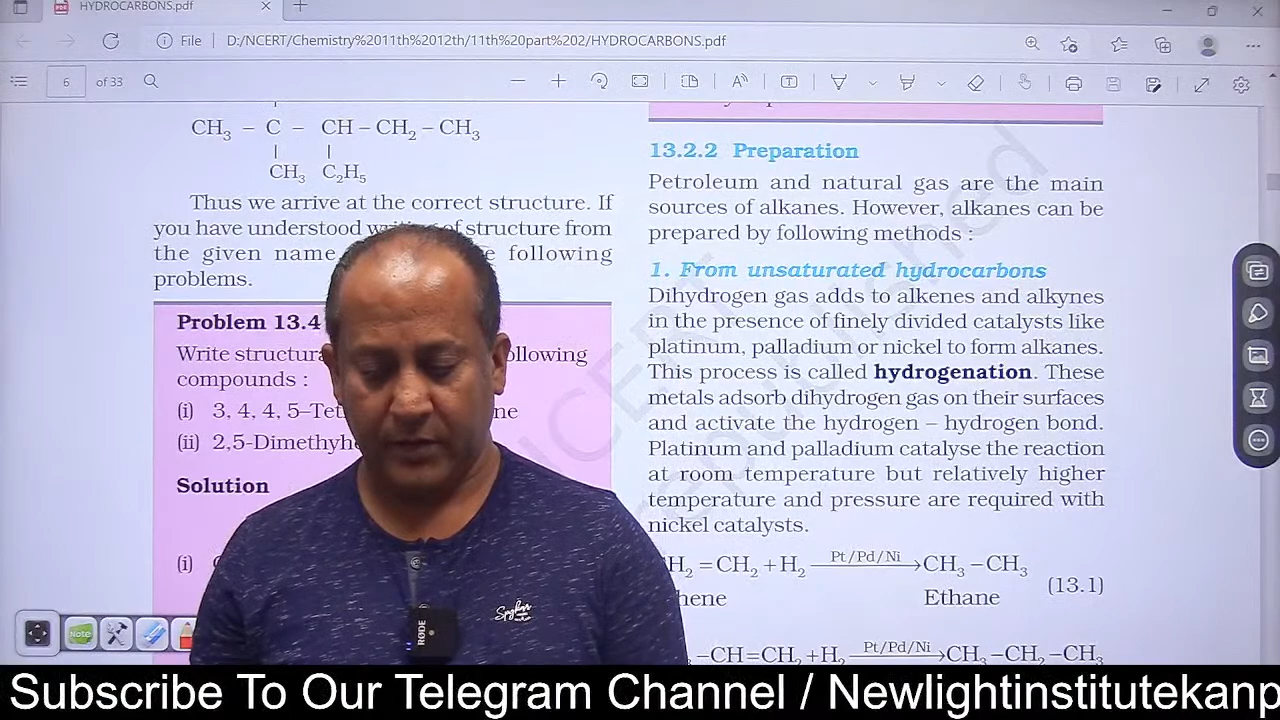 HYDROCARBONS.pdf
File D:/NCERT/Chemistry%2011th%2012th/11th%20part%202/HYDROCARBONS.pdf
6 of 33
CH3 – C – CH – CH2 – CH3
CH3 C2H5
Thus we arrive at the correct structure. If
you have understood of structure from
the given name following
problems.
Problem 13.4
Write following
compounds :
(i) 3, 4, 4, 5–
(ii) 2,5-
Solution
(i)
13.2.2 Preparation
Petroleum and natural gas are the main
sources of alkanes. However, alkanes can be
prepared by following methods :
1. From unsaturated hydrocarbons
Dihydrogen gas adds to alkenes and alkynes
in the presence of finely divided catalysts like
platinum, palladium or nickel to form alkanes.
This process is called hydrogenation. These
metals adsorb dihydrogen gas on their surfaces
and activate the hydrogen – hydrogen bond.
Platinum and palladium catalyse the reaction
at room temperature but relatively higher
temperature and pressure are required with
nickel catalysts.
Pt/Pd/Ni
=CH2 + H2 CH3 – CH3 (13.1)
Ethane
Pt/Pd/Ni
–CH=CH2 + H2 CH3 –CH2 –CH3
Note
RØDE
Subscribe To Our Telegram Channel / Newlightinstitutekanp